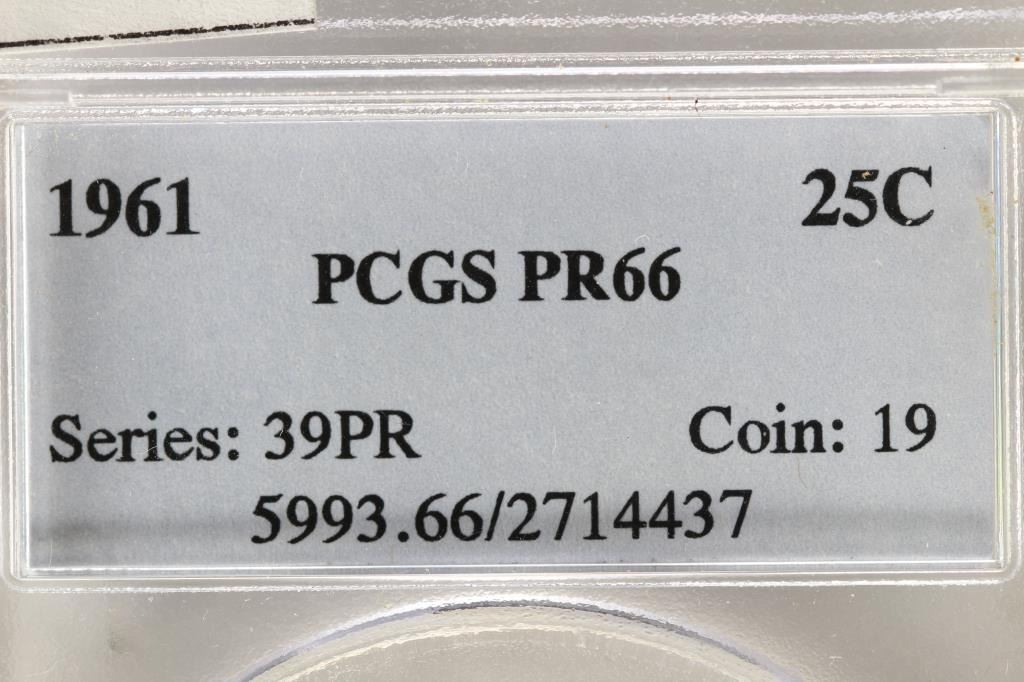 1961 25C
PCGS PR66
Series: 39PR Coin: 19
5993.66/2714437